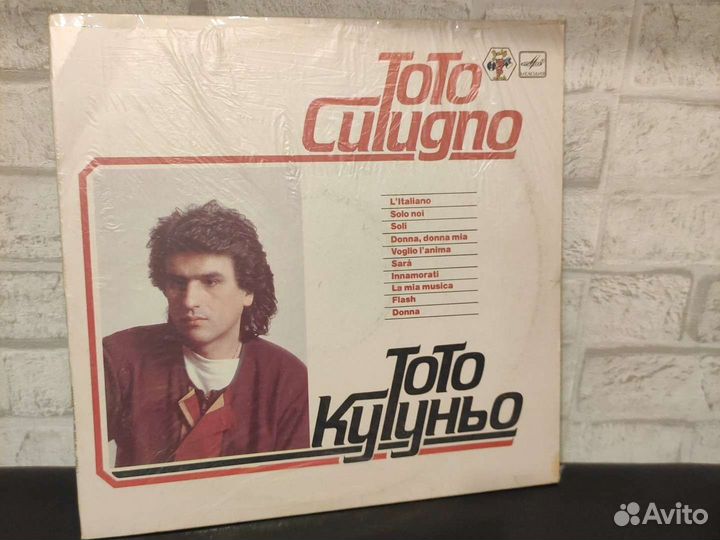 ToTo
Cutugno
МЕЛОДИЯ
L'Italiano
Solo noi
Soli
Donna, donna mia
Voglio l'anima
Sarà
Innamorati
La mia musica
Flash
Donna
ТоТо
Кутуньо
Avito